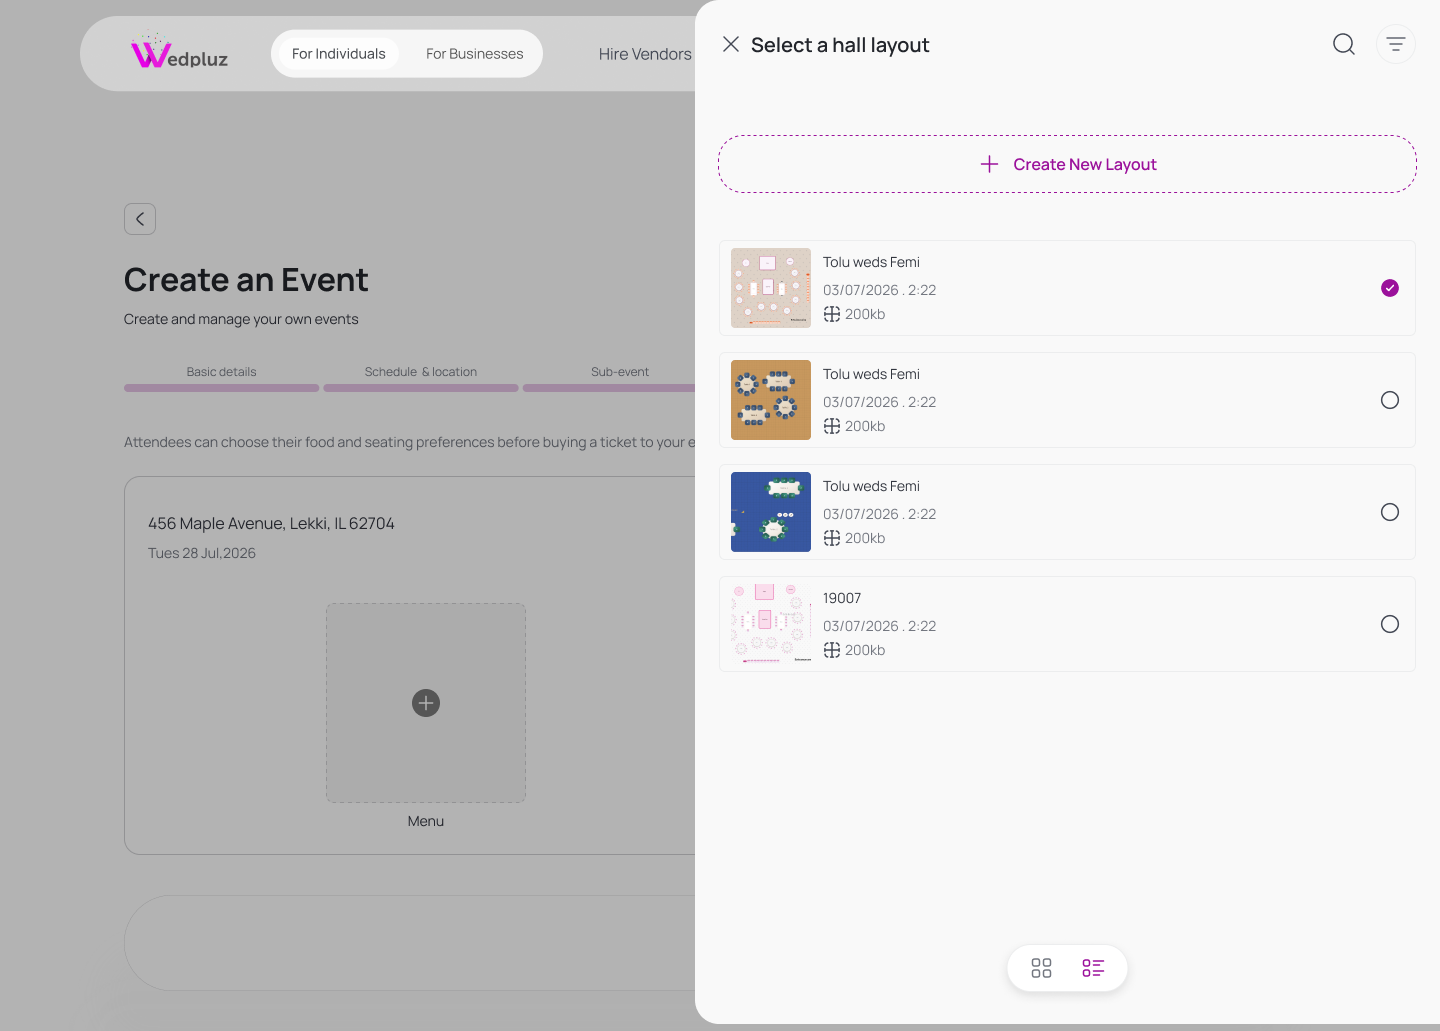 Wedpluz
For Individuals
For Businesses
Hire Vendors
Create an Event
Create and manage your own events
Basic details
Schedule & location
Sub-event
Attendees can choose their food and seating preferences before buying a ticket to your e
456 Maple Avenue, Lekki, IL 62704
Tues 28 Jul,2026
Menu
Select a hall layout
Create New Layout
Tolu weds Femi
03/07/2026 . 2:22
200kb
Tolu weds Femi
03/07/2026 . 2:22
200kb
Tolu weds Femi
03/07/2026 . 2:22
200kb
19007
03/07/2026 . 2:22
200kb